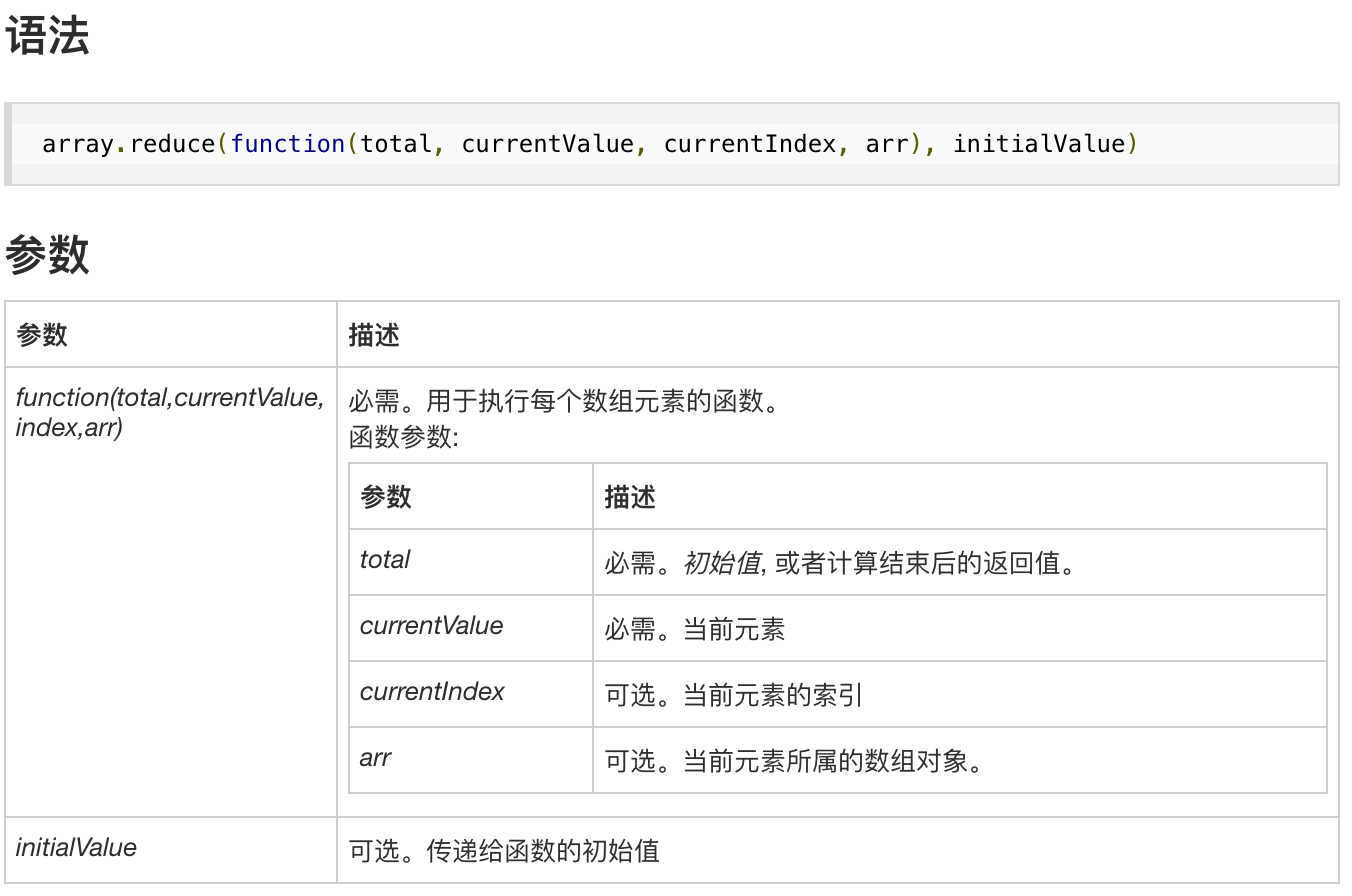 语法
array.reduce(function(total, currentValue, currentIndex, arr), initialValue)
参数
参数 描述
function(total,currentValue,
index,arr)
必需。用于执行每个数组元素的函数。
函数参数:
参数 描述
total 必需。初始值, 或者计算结束后的返回值。
currentValue 必需。当前元素
currentIndex 可选。当前元素的索引
arr 可选。当前元素所属的数组对象。
initialValue 可选。传递给函数的初始值